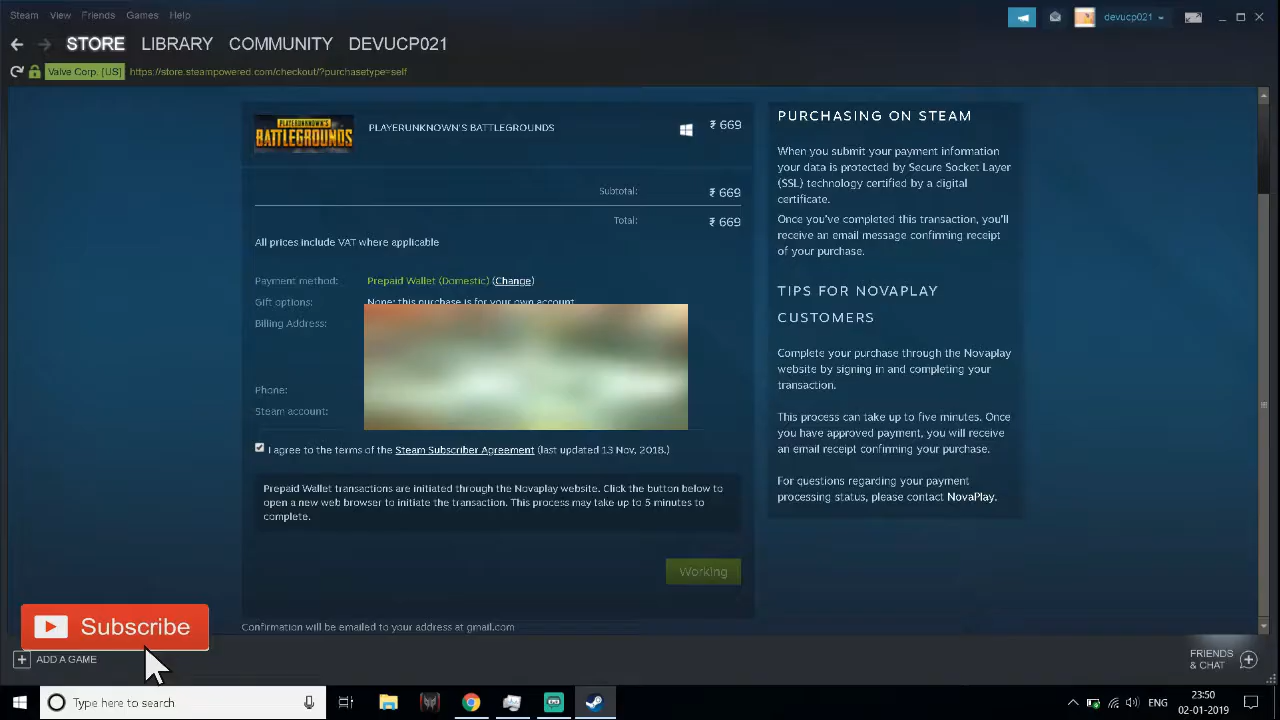 Steam View Friends Games Help
devucp021
STORE LIBRARY COMMUNITY DEVUCP021
Valve Corp. [US] https://store.steampowered.com/checkout/?purchasetype=self
PLAYERUNKNOWN'S
BATTLEGROUNDS
PLAYERUNKNOWN'S BATTLEGROUNDS
₹ 669
Subtotal: ₹ 669
Total: ₹ 669
All prices include VAT where applicable
Payment method: Prepaid Wallet (Domestic) (Change)
Gift options: None; this purchase is for your own account
Billing Address:
Phone:
Steam account:
I agree to the terms of the Steam Subscriber Agreement (last updated 13 Nov, 2018.)
Prepaid Wallet transactions are initiated through the Novaplay website. Click the button below to
open a new web browser to initiate the transaction. This process may take up to 5 minutes to
complete.
Working
Confirmation will be emailed to your address at gmail.com
PURCHASING ON STEAM
When you submit your payment information
your data is protected by Secure Socket Layer
(SSL) technology certified by a digital
certificate.
Once you've completed this transaction, you'll
receive an email message confirming receipt
of your purchase.
TIPS FOR NOVAPLAY
CUSTOMERS
Complete your purchase through the Novaplay
website by signing in and completing your
transaction.
This process can take up to five minutes. Once
you have approved payment, you will receive
an email receipt confirming your purchase.
For questions regarding your payment
processing status, please contact NovaPlay.
Subscribe
ADD A GAME
FRIENDS
& CHAT
Type here to search
ENG
23:50
02-01-2019